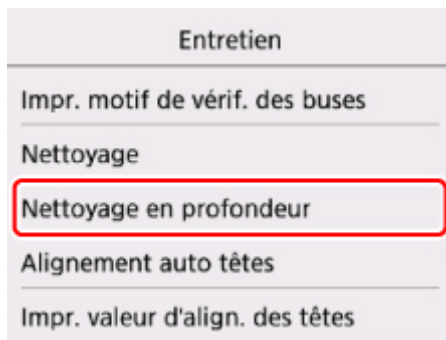 Entretien
Impr. motif de vérif. des buses
Nettoyage
Nettoyage en profondeur
Alignement auto têtes
Impr. valeur d'align. des têtes